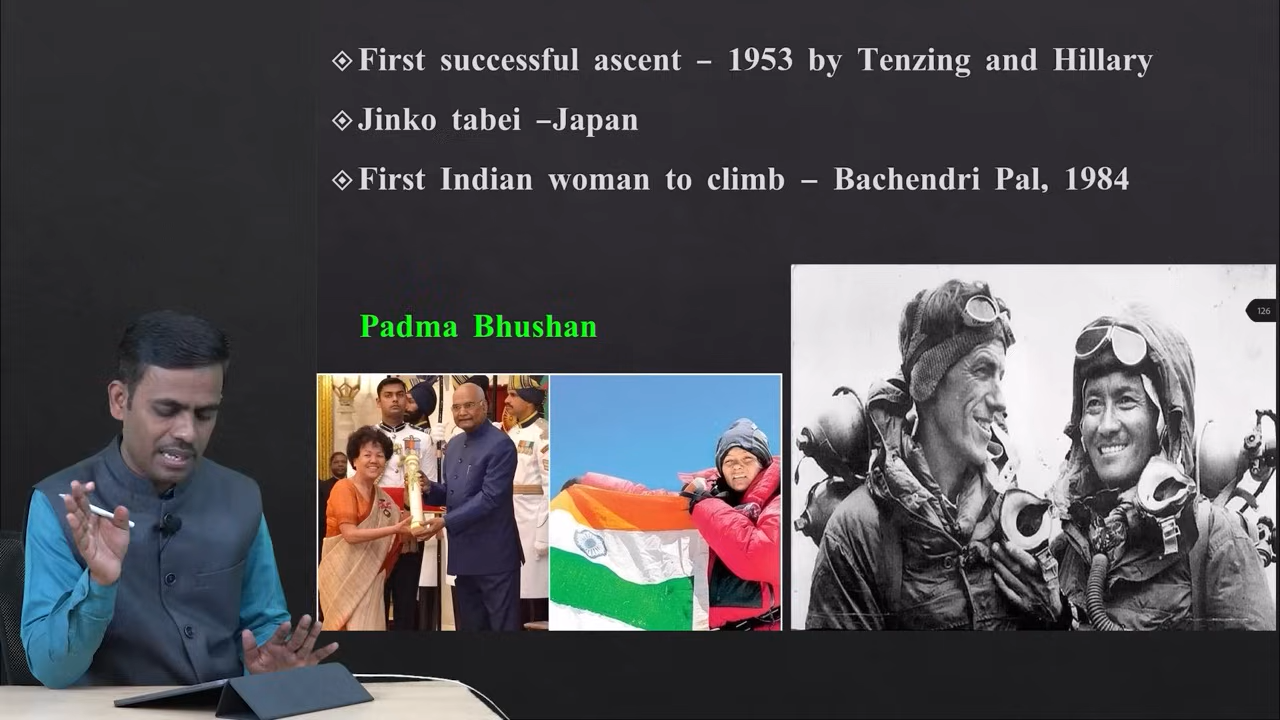 First successful ascent – 1953 by Tenzing and Hillary
Jinko tabei –Japan
First Indian woman to climb – Bachendri Pal, 1984
Padma Bhushan
126